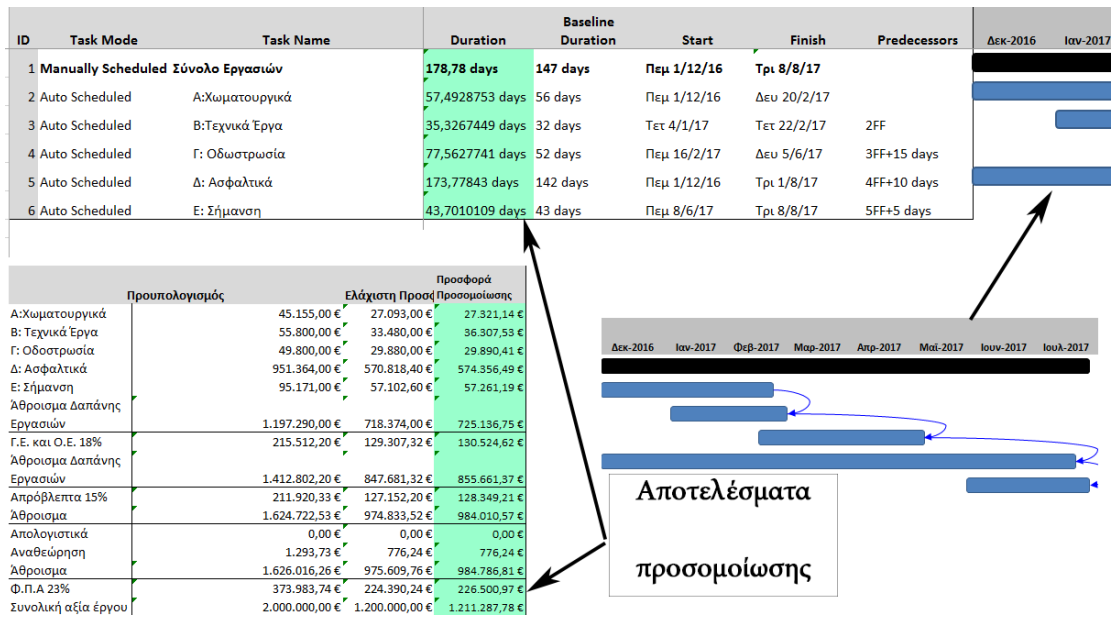 Baseline
ID Task Mode Task Name Duration Duration Start Finish Predecessors Δεκ-2016 Ιαν-2017
1 Manually Scheduled Σύνολο Εργασιών 178,78 days 147 days Πεμ 1/12/16 Τρι 8/8/17
2 Auto Scheduled Α:Χωματουργικά 57,4928753 days 56 days Πεμ 1/12/16 Δευ 20/2/17
3 Auto Scheduled Β:Τεχνικά Έργα 35,3267449 days 32 days Τετ 4/1/17 Τετ 22/2/17 2FF
4 Auto Scheduled Γ: Οδωστρωσία 77,5627741 days 52 days Πεμ 16/2/17 Δευ 5/6/17 3FF+15 days
5 Auto Scheduled Δ: Ασφαλτικά 173,77843 days 142 days Πεμ 1/12/16 Τρι 1/8/17 4FF+10 days
6 Auto Scheduled Ε: Σήμανση 43,7010109 days 43 days Πεμ 8/6/17 Τρι 8/8/17 5FF+5 days
Προσφορά
Προυπολογισμός Ελάχιστη Προσφ Προσομοίωσης
Α:Χωματουργικά 45.155,00 € 27.093,00 € 27.321,14 €
Β: Τεχνικά Έργα 55.800,00 € 33.480,00 € 36.307,53 €
Γ: Οδοστρωσία 49.800,00 € 29.880,00 € 29.890,41 €
Δ: Ασφαλτικά 951.364,00 € 570.818,40 € 574.356,49 €
Ε: Σήμανση 95.171,00 € 57.102,60 € 57.261,19 €
Άθροισμα Δαπάνης
Εργασιών 1.197.290,00 € 718.374,00 € 725.136,75 €
Γ.Ε. και Ο.Ε. 18% 215.512,20 € 129.307,32 € 130.524,62 €
Άθροισμα Δαπάνης
Εργασιών 1.412.802,20 € 847.681,32 € 855.661,37 €
Απρόβλεπτα 15% 211.920,33 € 127.152,20 € 128.349,21 €
Άθροισμα 1.624.722,53 € 974.833,52 € 984.010,57 €
Απολογιστικά 0,00 € 0,00 € 0,00 €
Αναθεώρηση 1.293,73 € 776,24 € 776,24 €
Άθροισμα 1.626.016,26 € 975.609,76 € 984.786,81 €
Φ.Π.Α 23% 373.983,74 € 224.390,24 € 226.500,97 €
Συνολική αξία έργου 2.000.000,00 € 1.200.000,00 € 1.211.287,78 €
Δεκ-2016 Ιαν-2017 Φεβ-2017 Μαρ-2017 Απρ-2017 Μαϊ-2017 Ιουν-2017 Ιουλ-2017
Αποτελέσματα
προσομοίωσης